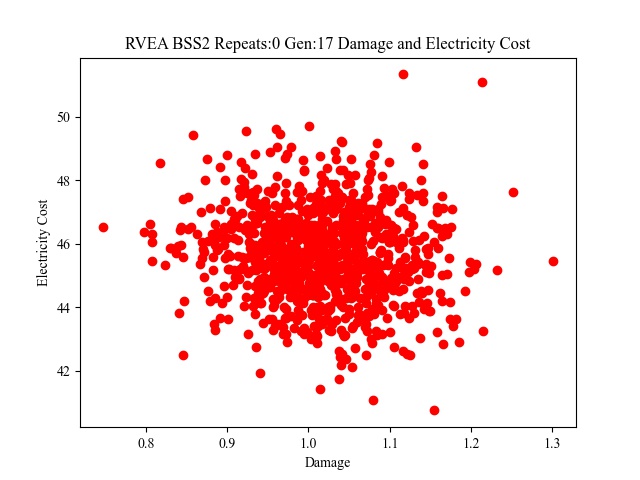 RVEA BSS2 Repeats:0 Gen:17 Damage and Electricity Cost
50
48
46
44
42
Electricity Cost
0.8 0.9 1.0 1.1 1.2 1.3
Damage